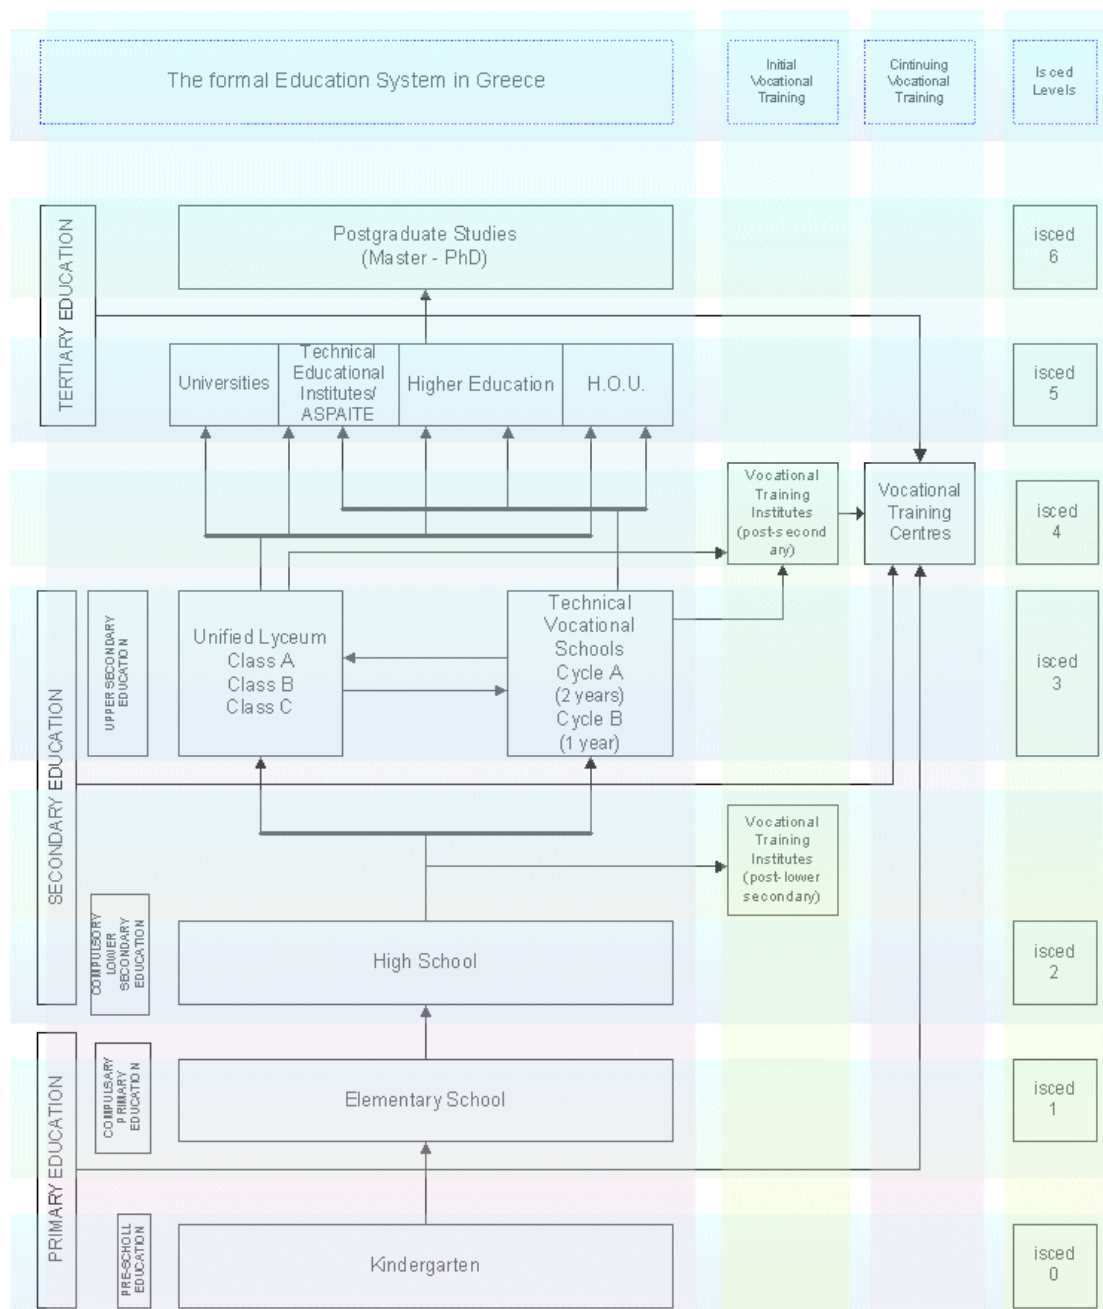 The formal Education System in Greece
Initial
Vocational
Training
Cintinuing
Vocational
Training
Isced
Levels
TERTIARY EDUCATION
Postgraduate Studies
(Master - PhD)
isced
6
Universities
Technical
Educational
Institutes/
ASPAITE
Higher Education
H.O.U.
isced
5
Vocational
Training
Institutes
(post-second
ary)
Vocational
Training
Centres
isced
4
SECONDARY EDUCATION
UPPER SECONDARY
EDUCATION
Unified Lyceum
Class A
Class B
Class C
Technical
Vocational
Schools
Cycle A
(2 years)
Cycle B
(1 year)
isced
3
Vocational
Training
Institutes
(post-lower
secondary)
COMPULSORY
LOWER
SECONDARY
EDUCATION
High School
isced
2
PRIMARY EDUCATION
COMPULSARY
PRIMARY
EDUCATION
Elementary School
isced
1
PRE-SCHOLL
EDUCATION
Kindergarten
isced
0